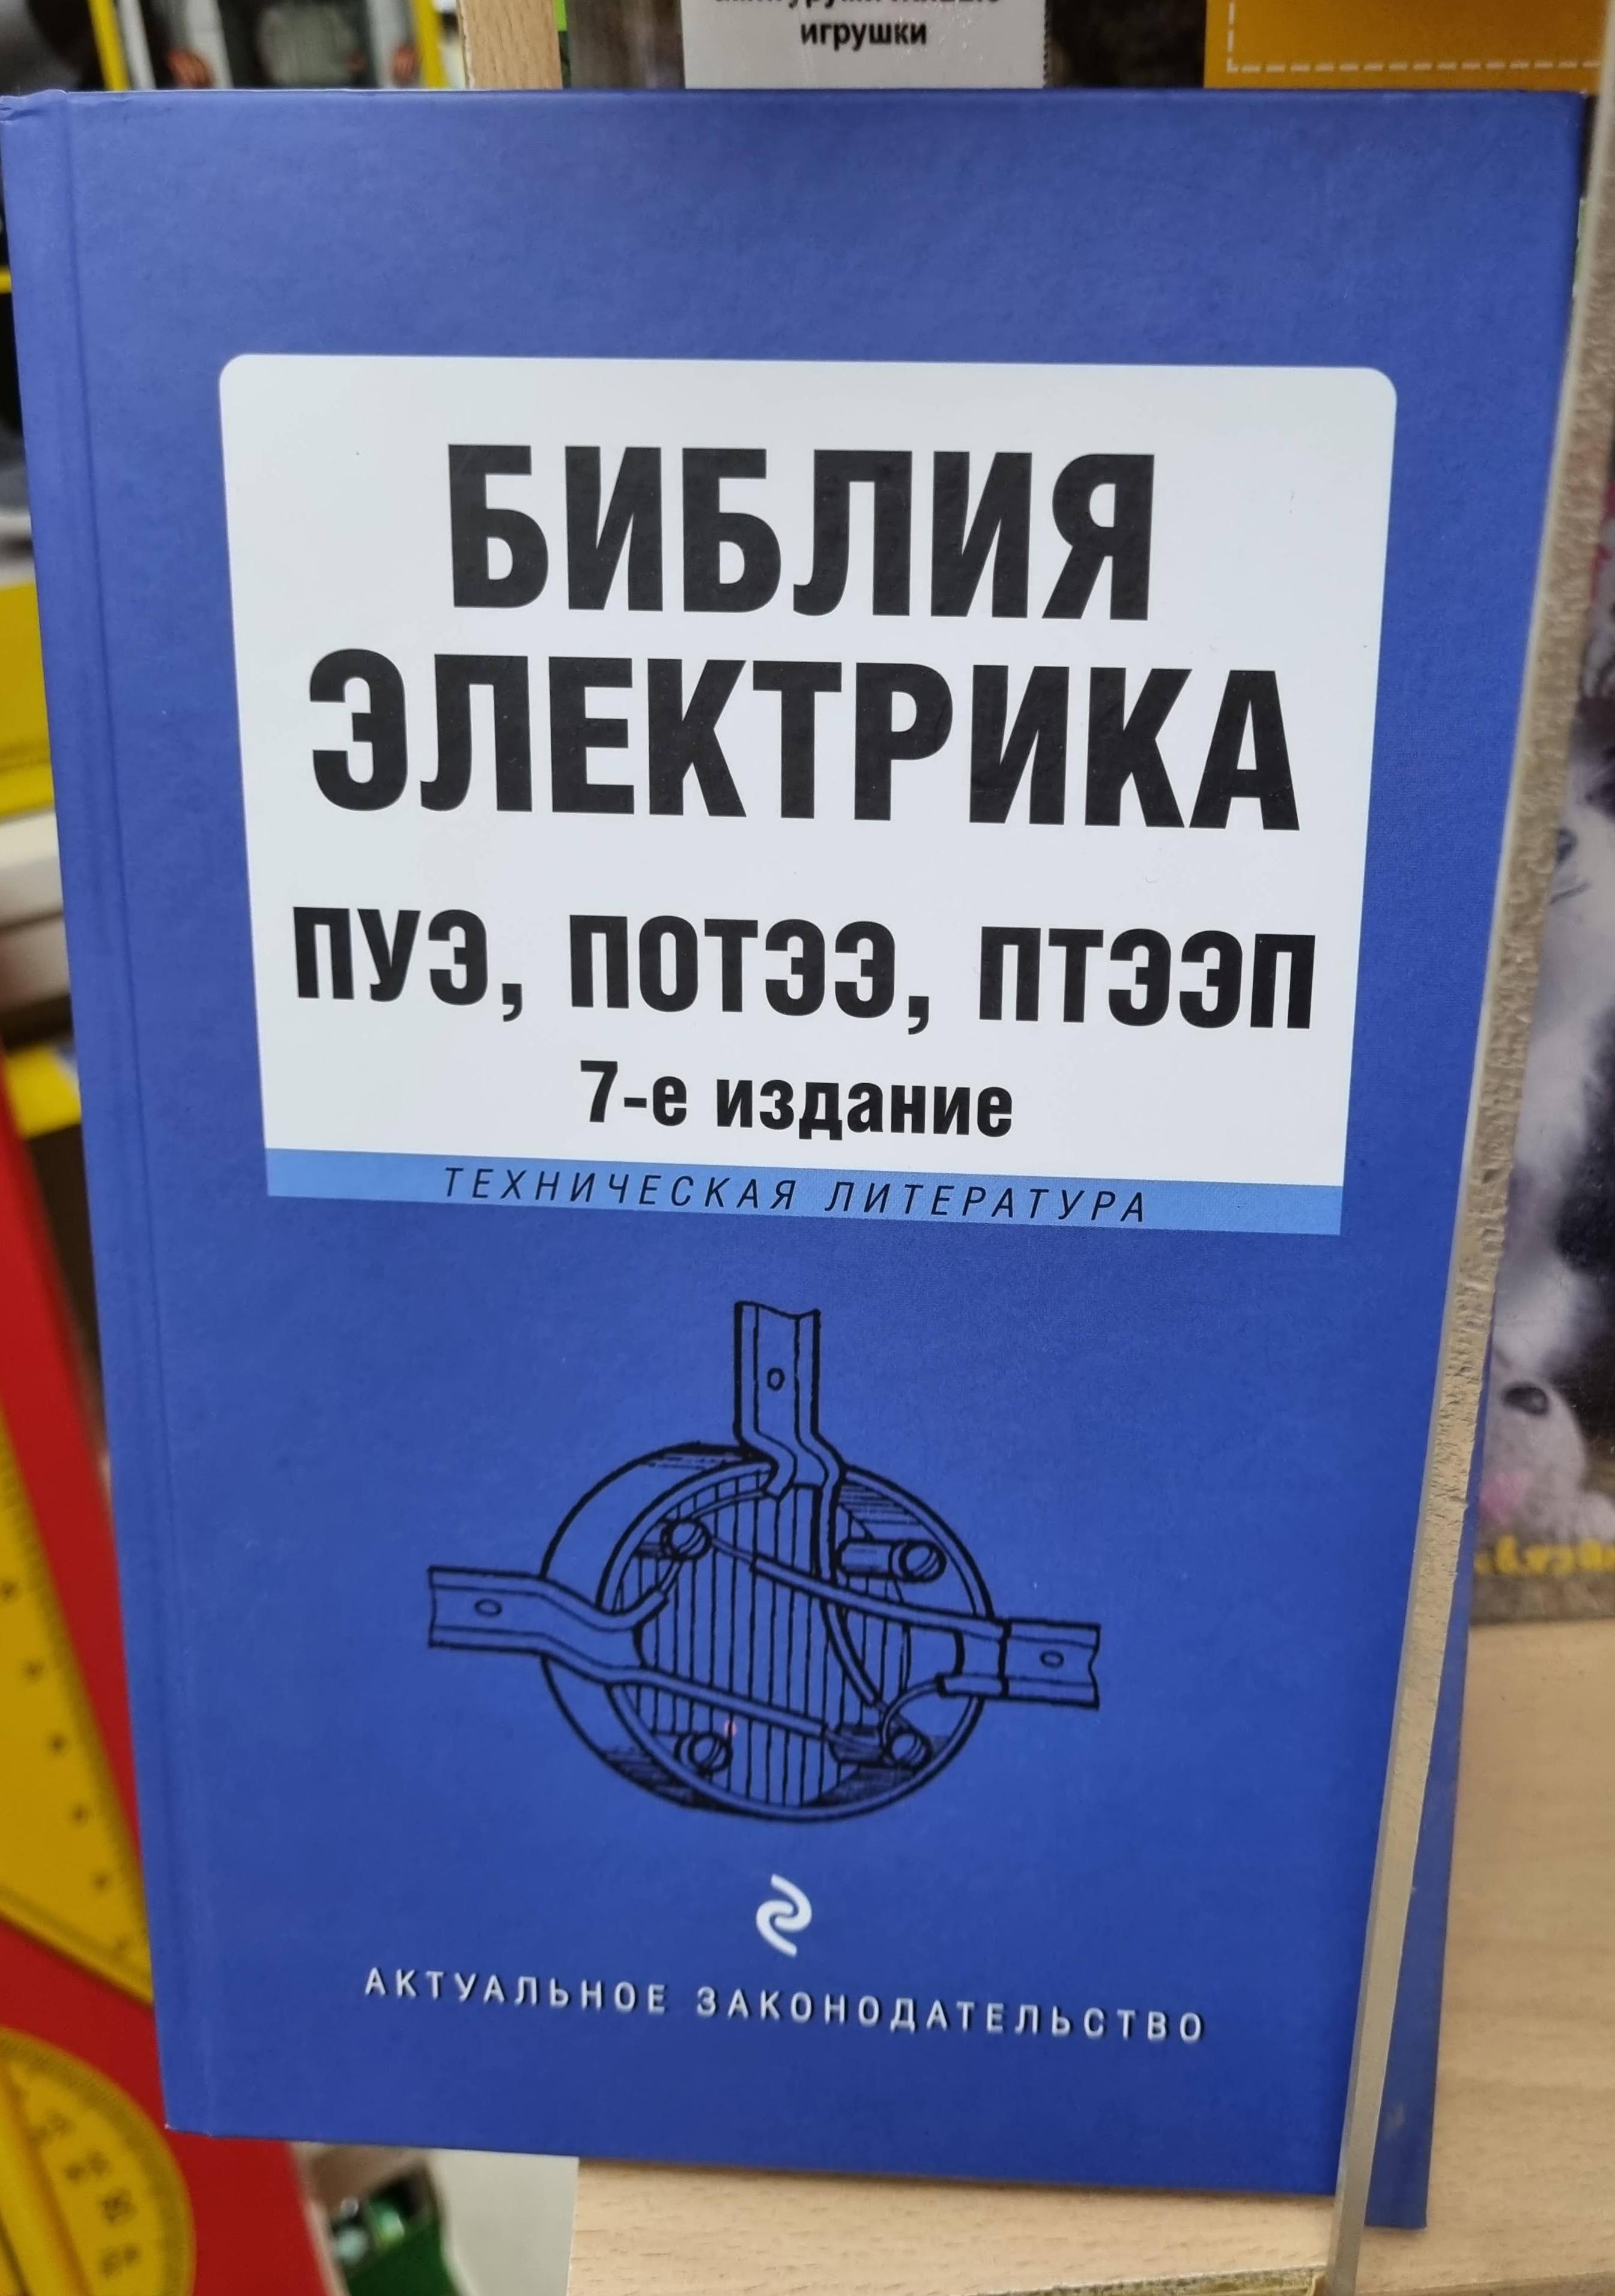 игрушки
БИБЛИЯ
ЭЛЕКТРИКА
ПУЭ, ПОТЭЭ, ПТЭЭП
7-е издание
ТЕХНИЧЕСКАЯ ЛИТЕРАТУРА
АКТУАЛЬНОЕ ЗАКОНОДАТЕЛЬСТВО